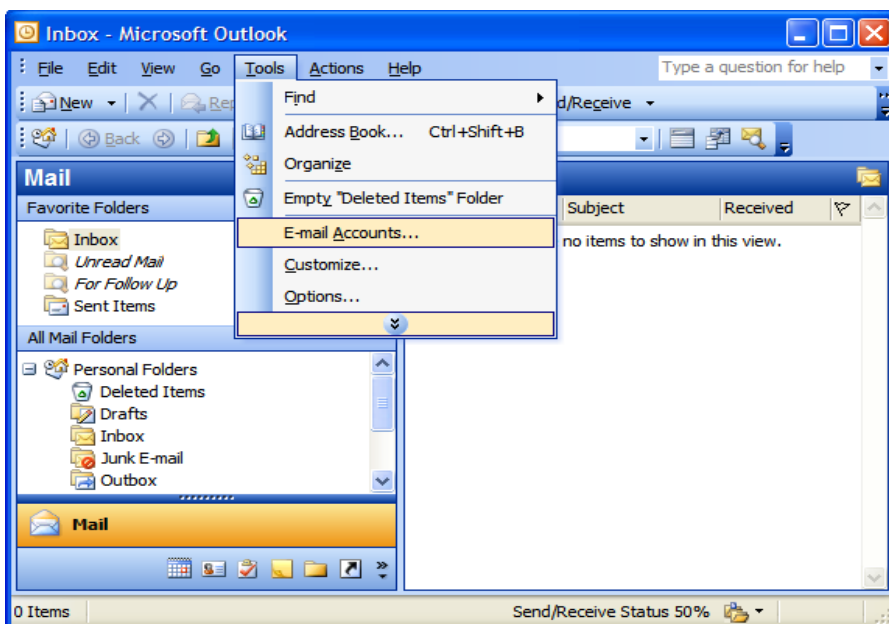 Inbox - Microsoft Outlook
File Edit View Go Tools Actions Help Type a question for help
New d/Receive
Back
Find
Address Book... Ctrl+Shift+B
Organize
Empty "Deleted Items" Folder
E-mail Accounts...
Customize...
Options...
Mail
Favorite Folders
Inbox
Unread Mail
For Follow Up
Sent Items
All Mail Folders
Personal Folders
Deleted Items
Drafts
Inbox
Junk E-mail
Outbox
Mail
Subject Received
no items to show in this view.
0 Items Send/Receive Status 50%